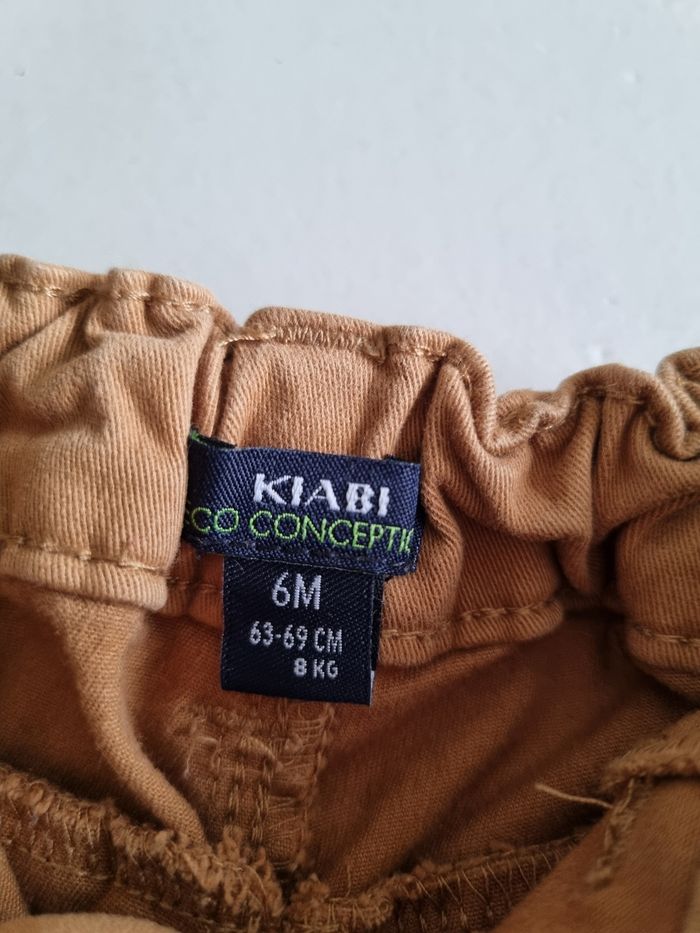 KIABI
CO CONCEPTI
6M
63-69 CM
8 KG